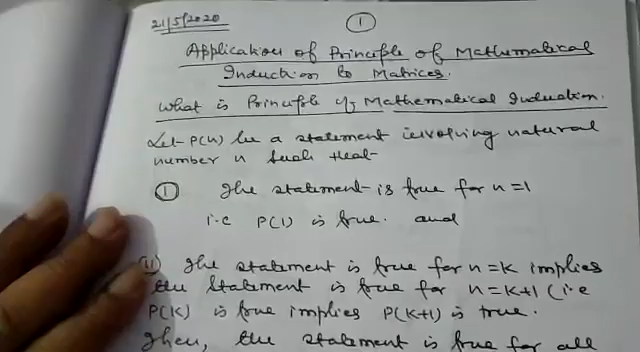 21/5/2020
1
Application of Principle of Mathematical
Induction to Matrices.
What is Principle of Mathematical Induction.
Let P(n) be a statement involving natural
number n such that
(I) The statement is true for n=1
i.e P(1) is true. and
(II) The statement is true for n=k implies
the statement is true for n=k+1 (i.e
P(k) is true implies P(k+1) is true.
Then, the statement is true for all